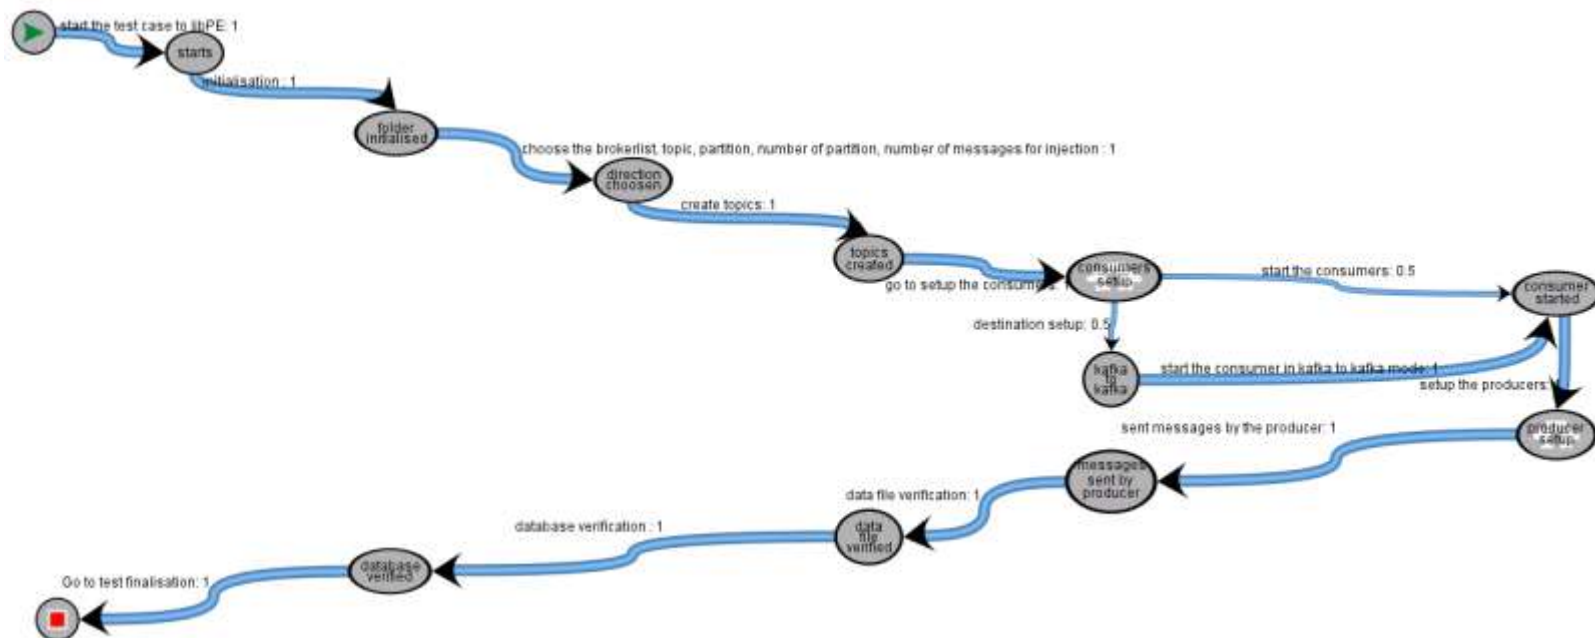 start the test case to libPE: 1
starts
initialisation : 1
folder
initialised
choose the brokerlist, topic, partition, number of partition, number of messages for injection : 1
direction
choosen
create topics: 1
topics
created
go to setup the consumers: 1
consumers
setup
start the consumers: 0.5
consumer
started
destination setup: 0.5
kafka
to
kafka
start the consumer in kafka to kafka mode: 1
setup the producers:
producer
setup
sent messages by the producer: 1
messages
sent by
producer
data file verification: 1
data
file
verified
database verification : 1
database
verified
Go to test finalisation: 1